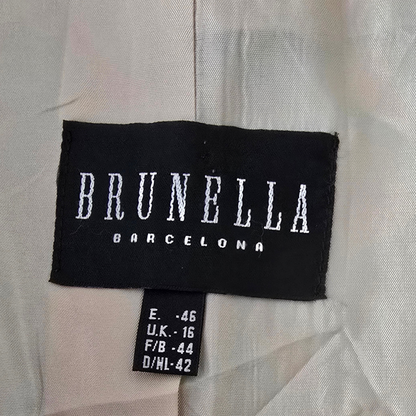 BRUNELLA
BARCELONA
E. -46
U.K.-16
F/B -44
D/NL-42